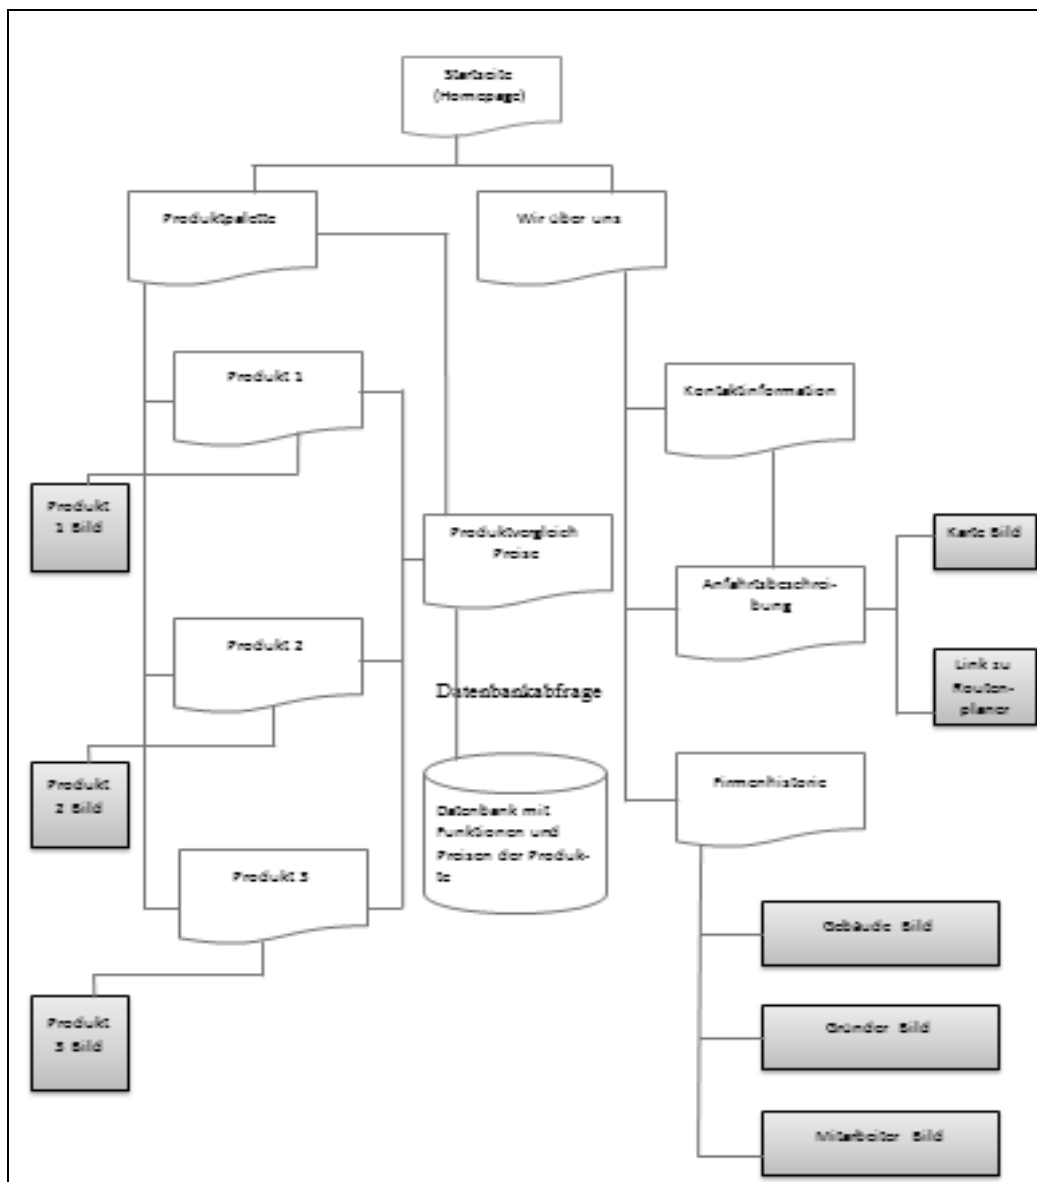 Startseite
(Homepage)
Produktpalette
Wir über uns
Produkt 1
Kontaktinformation
Produkt
1 Bild
Produktvergleich
Preise
Karte Bild
Anfahrtsbeschrei-
bung
Produkt 2
Link zu
Routen-
planer
Datenbankabfrage
Produkt
2 Bild
Firmenhistorie
Datenbank mit
Funktionen und
Preisen der Produk-
te
Produkt 3
Gebäude Bild
Produkt
3 Bild
Gründer Bild
Mitarbeiter Bild